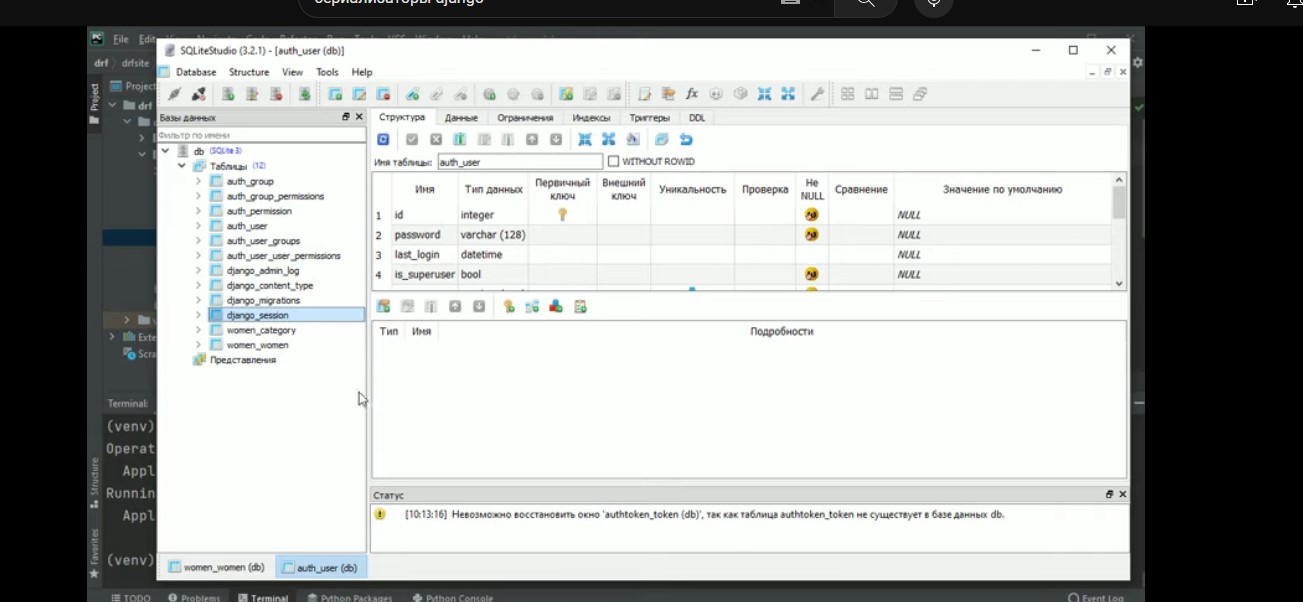 сериализаторы django
File Edit
SQLiteStudio (3.2.1) - [auth_user (db)]
drf drfsite
Database Structure View Tools Help
Project
Project
drf
Exte
Scra
Базы данных
Фильтр по имени
db (SQLite 3)
Таблицы (12)
auth_group
auth_group_permissions
auth_permission
auth_user
auth_user_groups
auth_user_user_permissions
django_admin_log
django_content_type
django_migrations
django_session
women_category
women_women
Представления
Структура Данные Ограничения Индексы Триггеры DDL
Имя таблицы: auth_user WITHOUT ROWID
Имя Тип данных Первичный ключ Внешний ключ Уникальность Проверка Не NULL Сравнение Значение по умолчанию
1 id integer NULL
2 password varchar (128) NULL
3 last_login datetime NULL
4 is_superuser bool NULL
Тип Имя Подробности
Статус
[10:13:16] Невозможно восстановить окно 'authtoken_token (db)', так как таблица authtoken_token не существует в базе данных db.
women_women (db) auth_user (db)
Terminal:
(venv)
Operat
Appl
Runnin
Appl
(venv)
Structure
Favorites
TODO Problems Terminal Python Packages Python Console Event Log